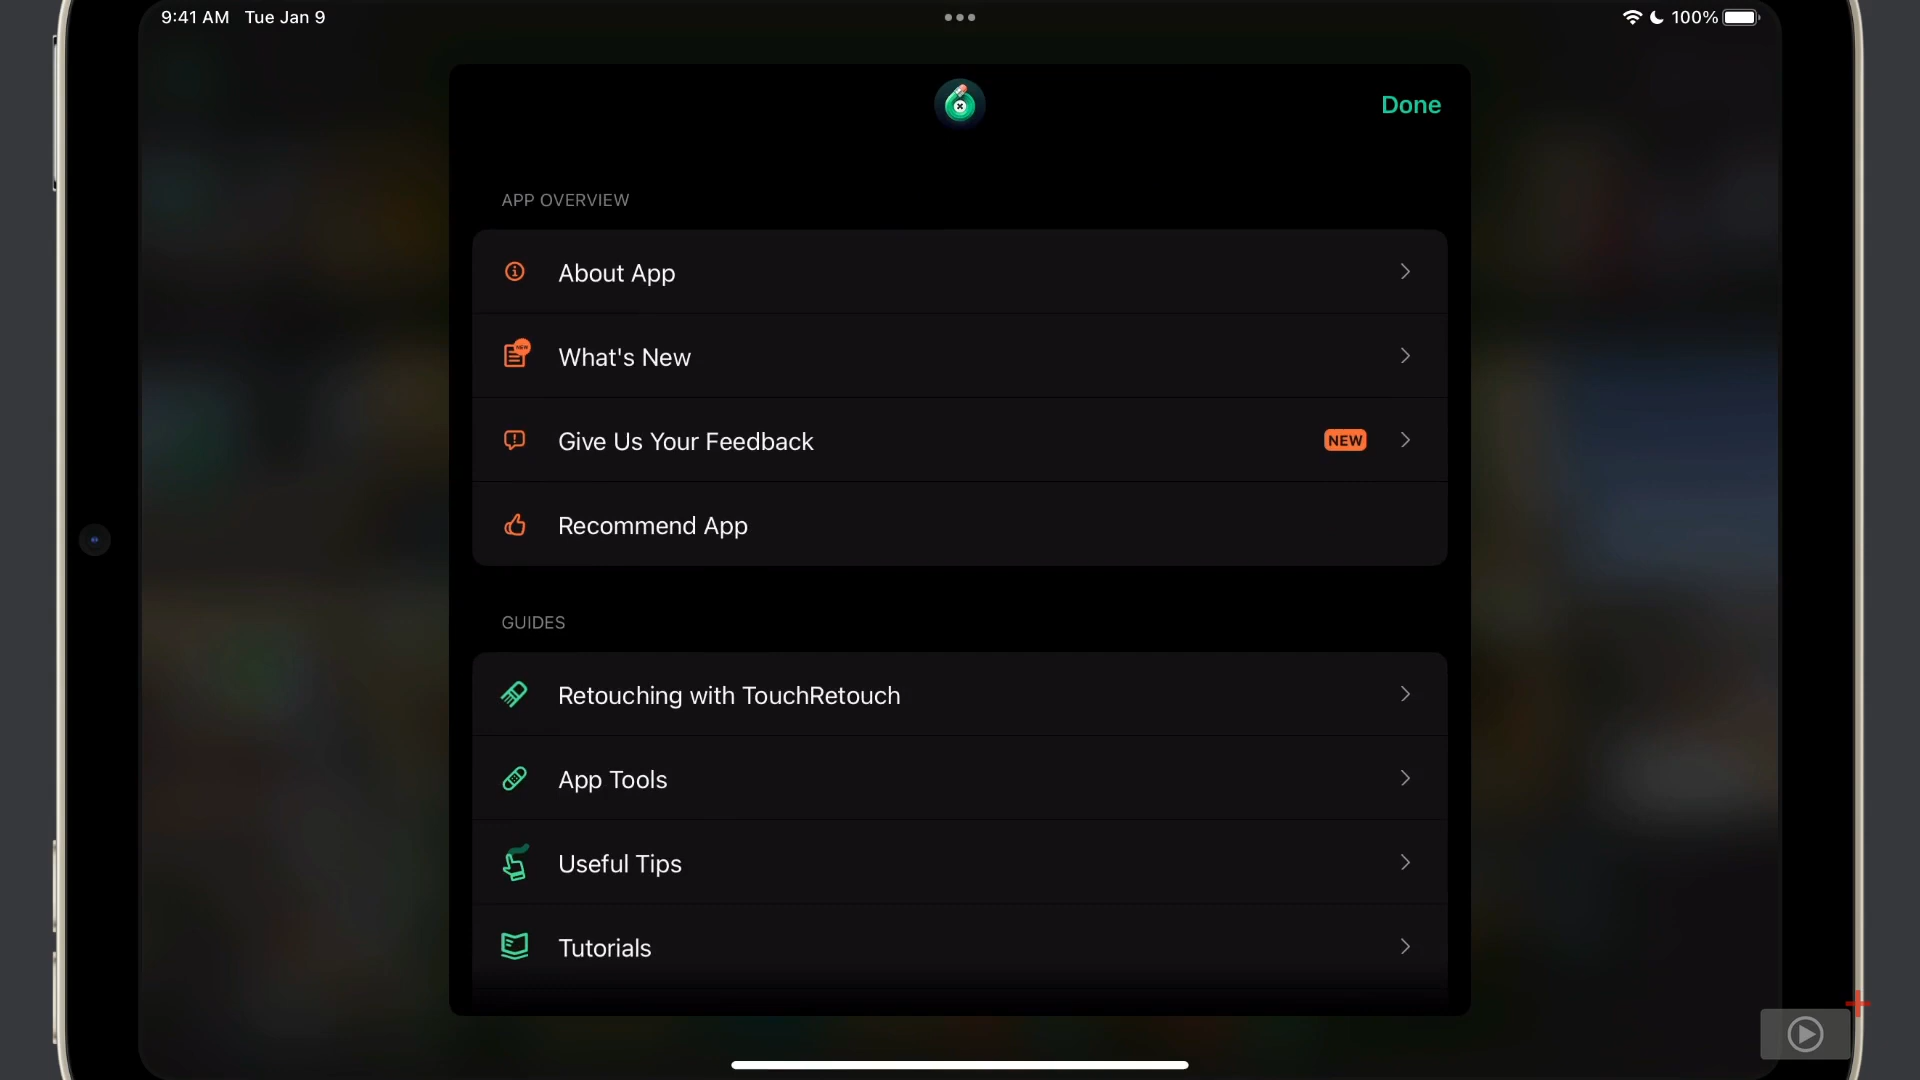 9:41 AM Tue Jan 9
100%
Done
APP OVERVIEW
About App
What's New
Give Us Your Feedback
NEW
Recommend App
GUIDES
Retouching with TouchRetouch
App Tools
Useful Tips
Tutorials